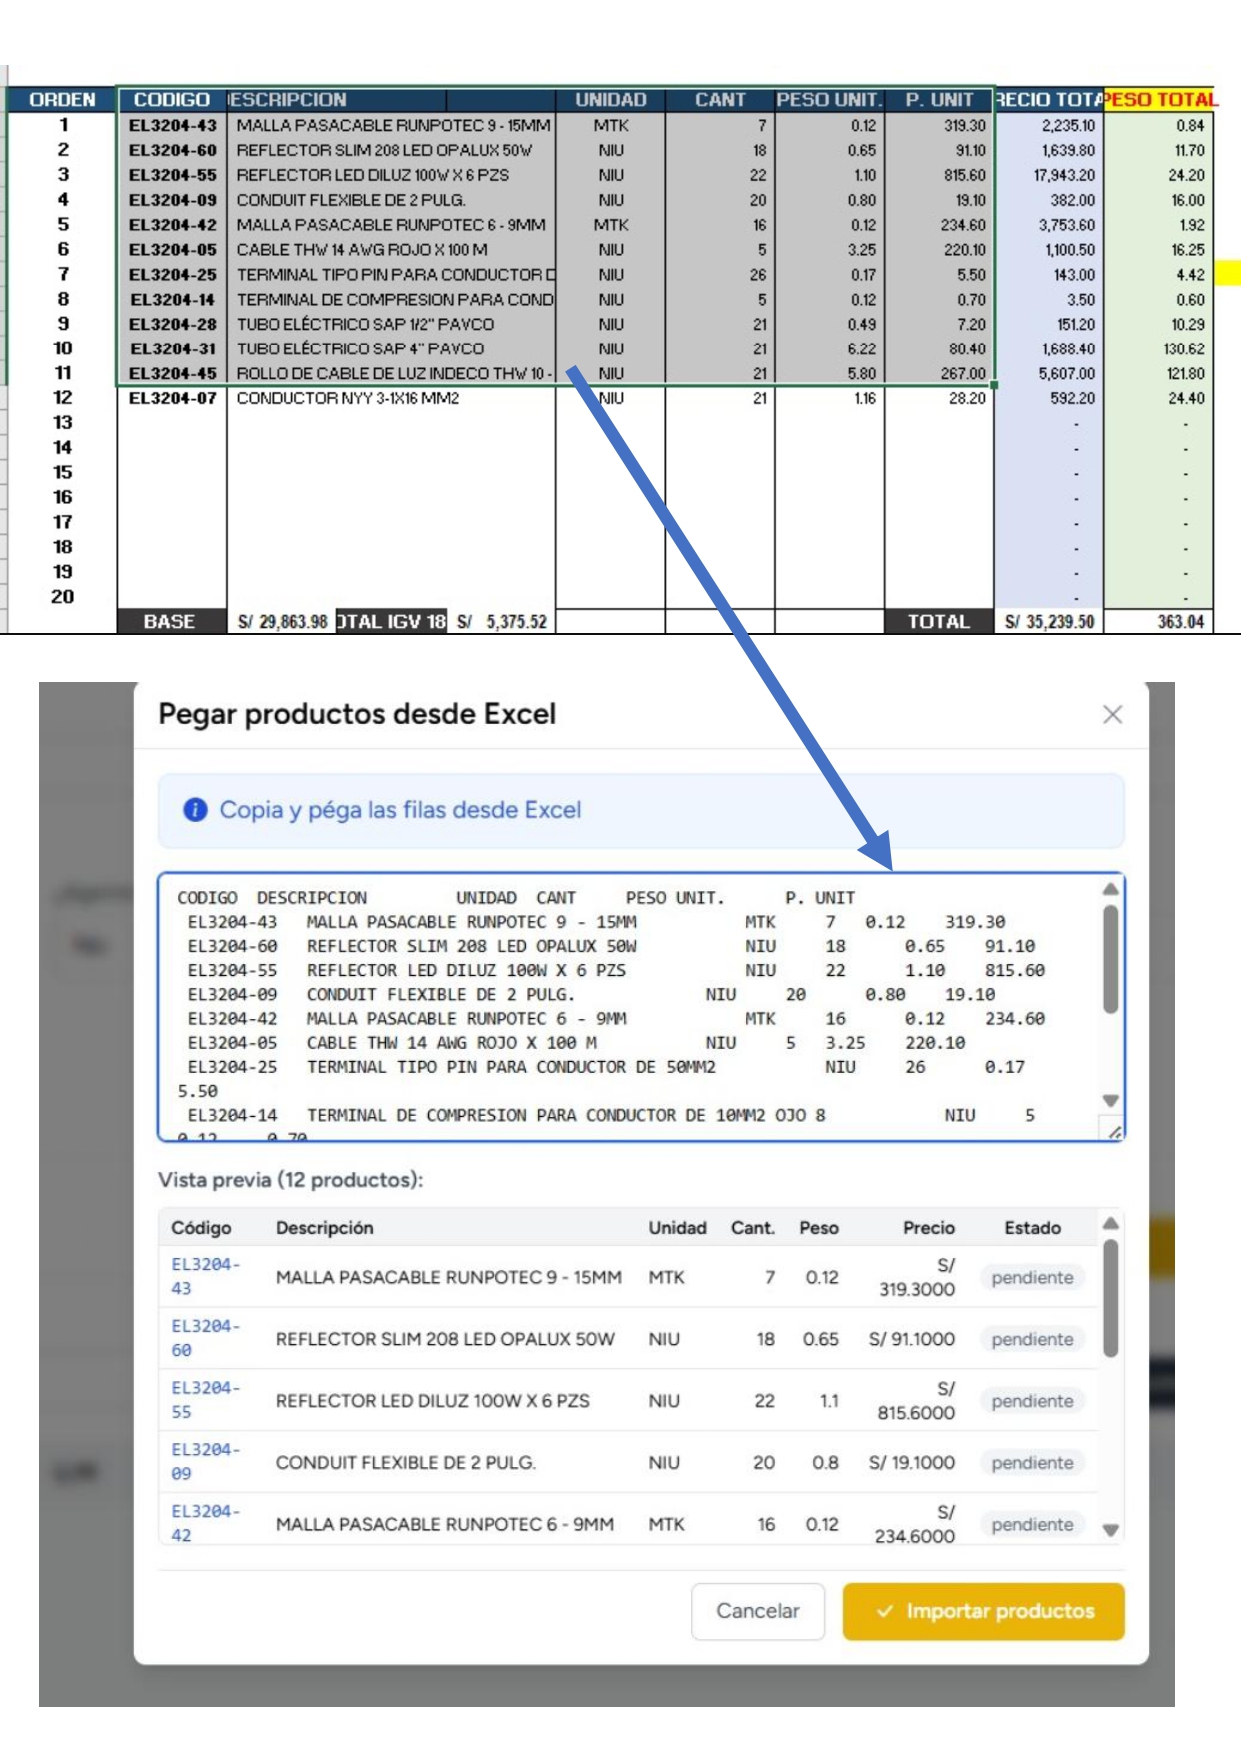 ORDEN CODIGO ESCRIPCION UNIDAD CANT PESO UNIT. P. UNIT RECIO TOTA PESO TOTAL
1 EL3204-43 MALLA PASACABLE RUNPOTEC 9 - 15MM MTK 7 0.12 319.30 2,235.10 0.84
2 EL3204-60 REFLECTOR SLIM 208 LED OPALUX 50W NIU 18 0.65 91.10 1,639.80 11.70
3 EL3204-55 REFLECTOR LED DILUZ 100W X 6 PZS NIU 22 1.10 815.60 17,943.20 24.20
4 EL3204-09 CONDUIT FLEXIBLE DE 2 PULG. NIU 20 0.80 19.10 382.00 16.00
5 EL3204-42 MALLA PASACABLE RUNPOTEC 6 - 9MM MTK 16 0.12 234.60 3,753.60 1.92
6 EL3204-05 CABLE THW 14 AWG ROJO X 100 M NIU 5 3.25 220.10 1,100.50 16.25
7 EL3204-25 TERMINAL TIPO PIN PARA CONDUCTOR D NIU 26 0.17 5.50 143.00 4.42
8 EL3204-14 TERMINAL DE COMPRESION PARA COND NIU 5 0.12 0.70 3.50 0.60
9 EL3204-28 TUBO ELÉCTRICO SAP 1/2" PAVCO NIU 21 0.49 7.20 151.20 10.29
10 EL3204-31 TUBO ELÉCTRICO SAP 4" PAVCO NIU 21 6.22 80.40 1,688.40 130.62
11 EL3204-45 ROLLO DE CABLE DE LUZ INDECO THW 10 - NIU 21 5.80 267.00 5,607.00 121.80
12 EL3204-07 CONDUCTOR NYY 3-1X16 MM2 NIU 21 1.16 28.20 592.20 24.40
13 - -
14 - -
15 - -
16 - -
17 - -
18 - -
19 - -
20 - -
BASE S/ 29,863.98 OTAL IGV 18 S/ 5,375.52 TOTAL S/ 35,239.50 363.04
Pegar productos desde Excel
Copia y péga las filas desde Excel
CODIGO DESCRIPCION UNIDAD CANT PESO UNIT. P. UNIT
EL3204-43 MALLA PASACABLE RUNPOTEC 9 - 15MM MTK 7 0.12 319.30
EL3204-60 REFLECTOR SLIM 208 LED OPALUX 50W NIU 18 0.65 91.10
EL3204-55 REFLECTOR LED DILUZ 100W X 6 PZS NIU 22 1.10 815.60
EL3204-09 CONDUIT FLEXIBLE DE 2 PULG. NIU 20 0.80 19.10
EL3204-42 MALLA PASACABLE RUNPOTEC 6 - 9MM MTK 16 0.12 234.60
EL3204-05 CABLE THW 14 AWG ROJO X 100 M NIU 5 3.25 220.10
EL3204-25 TERMINAL TIPO PIN PARA CONDUCTOR DE 50MM2 NIU 26 0.17
5.50
EL3204-14 TERMINAL DE COMPRESION PARA CONDUCTOR DE 10MM2 OJO 8 NIU 5
0.12 0.70
Vista previa (12 productos):
Código Descripción Unidad Cant. Peso Precio Estado
EL3204-
43 MALLA PASACABLE RUNPOTEC 9 - 15MM MTK 7 0.12 S/
319.3000 pendiente
EL3204-
60 REFLECTOR SLIM 208 LED OPALUX 50W NIU 18 0.65 S/ 91.1000 pendiente
EL3204-
55 REFLECTOR LED DILUZ 100W X 6 PZS NIU 22 1.1 S/
815.6000 pendiente
EL3204-
09 CONDUIT FLEXIBLE DE 2 PULG. NIU 20 0.8 S/ 19.1000 pendiente
EL3204-
42 MALLA PASACABLE RUNPOTEC 6 - 9MM MTK 16 0.12 S/
234.6000 pendiente
Cancelar
Importar productos